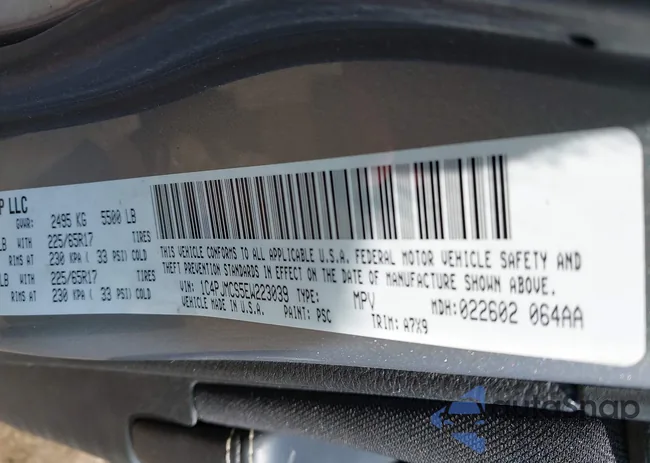 P LLC
GVWR: 2495 KG 5500 LB
LB WITH 225/65R17 TIRES
RIMS AT 230 KPA ( 33 PSI) COLD
LB WITH 225/65R17 TIRES
RIMS AT 230 KPA ( 33 PSI) COLD
THIS VEHICLE CONFORMS TO ALL APPLICABLE U.S.A. FEDERAL MOTOR VEHICLE SAFETY AND
THEFT PREVENTION STANDARDS IN EFFECT ON THE DATE OF MANUFACTURE SHOWN ABOVE.
VIN: 1C4PJMCS5EW223039 TYPE: MPV MDH: 022602 064AA
VEHICLE MADE IN U.S.A. PAINT: PSC TRIM: A7X9
autosnap